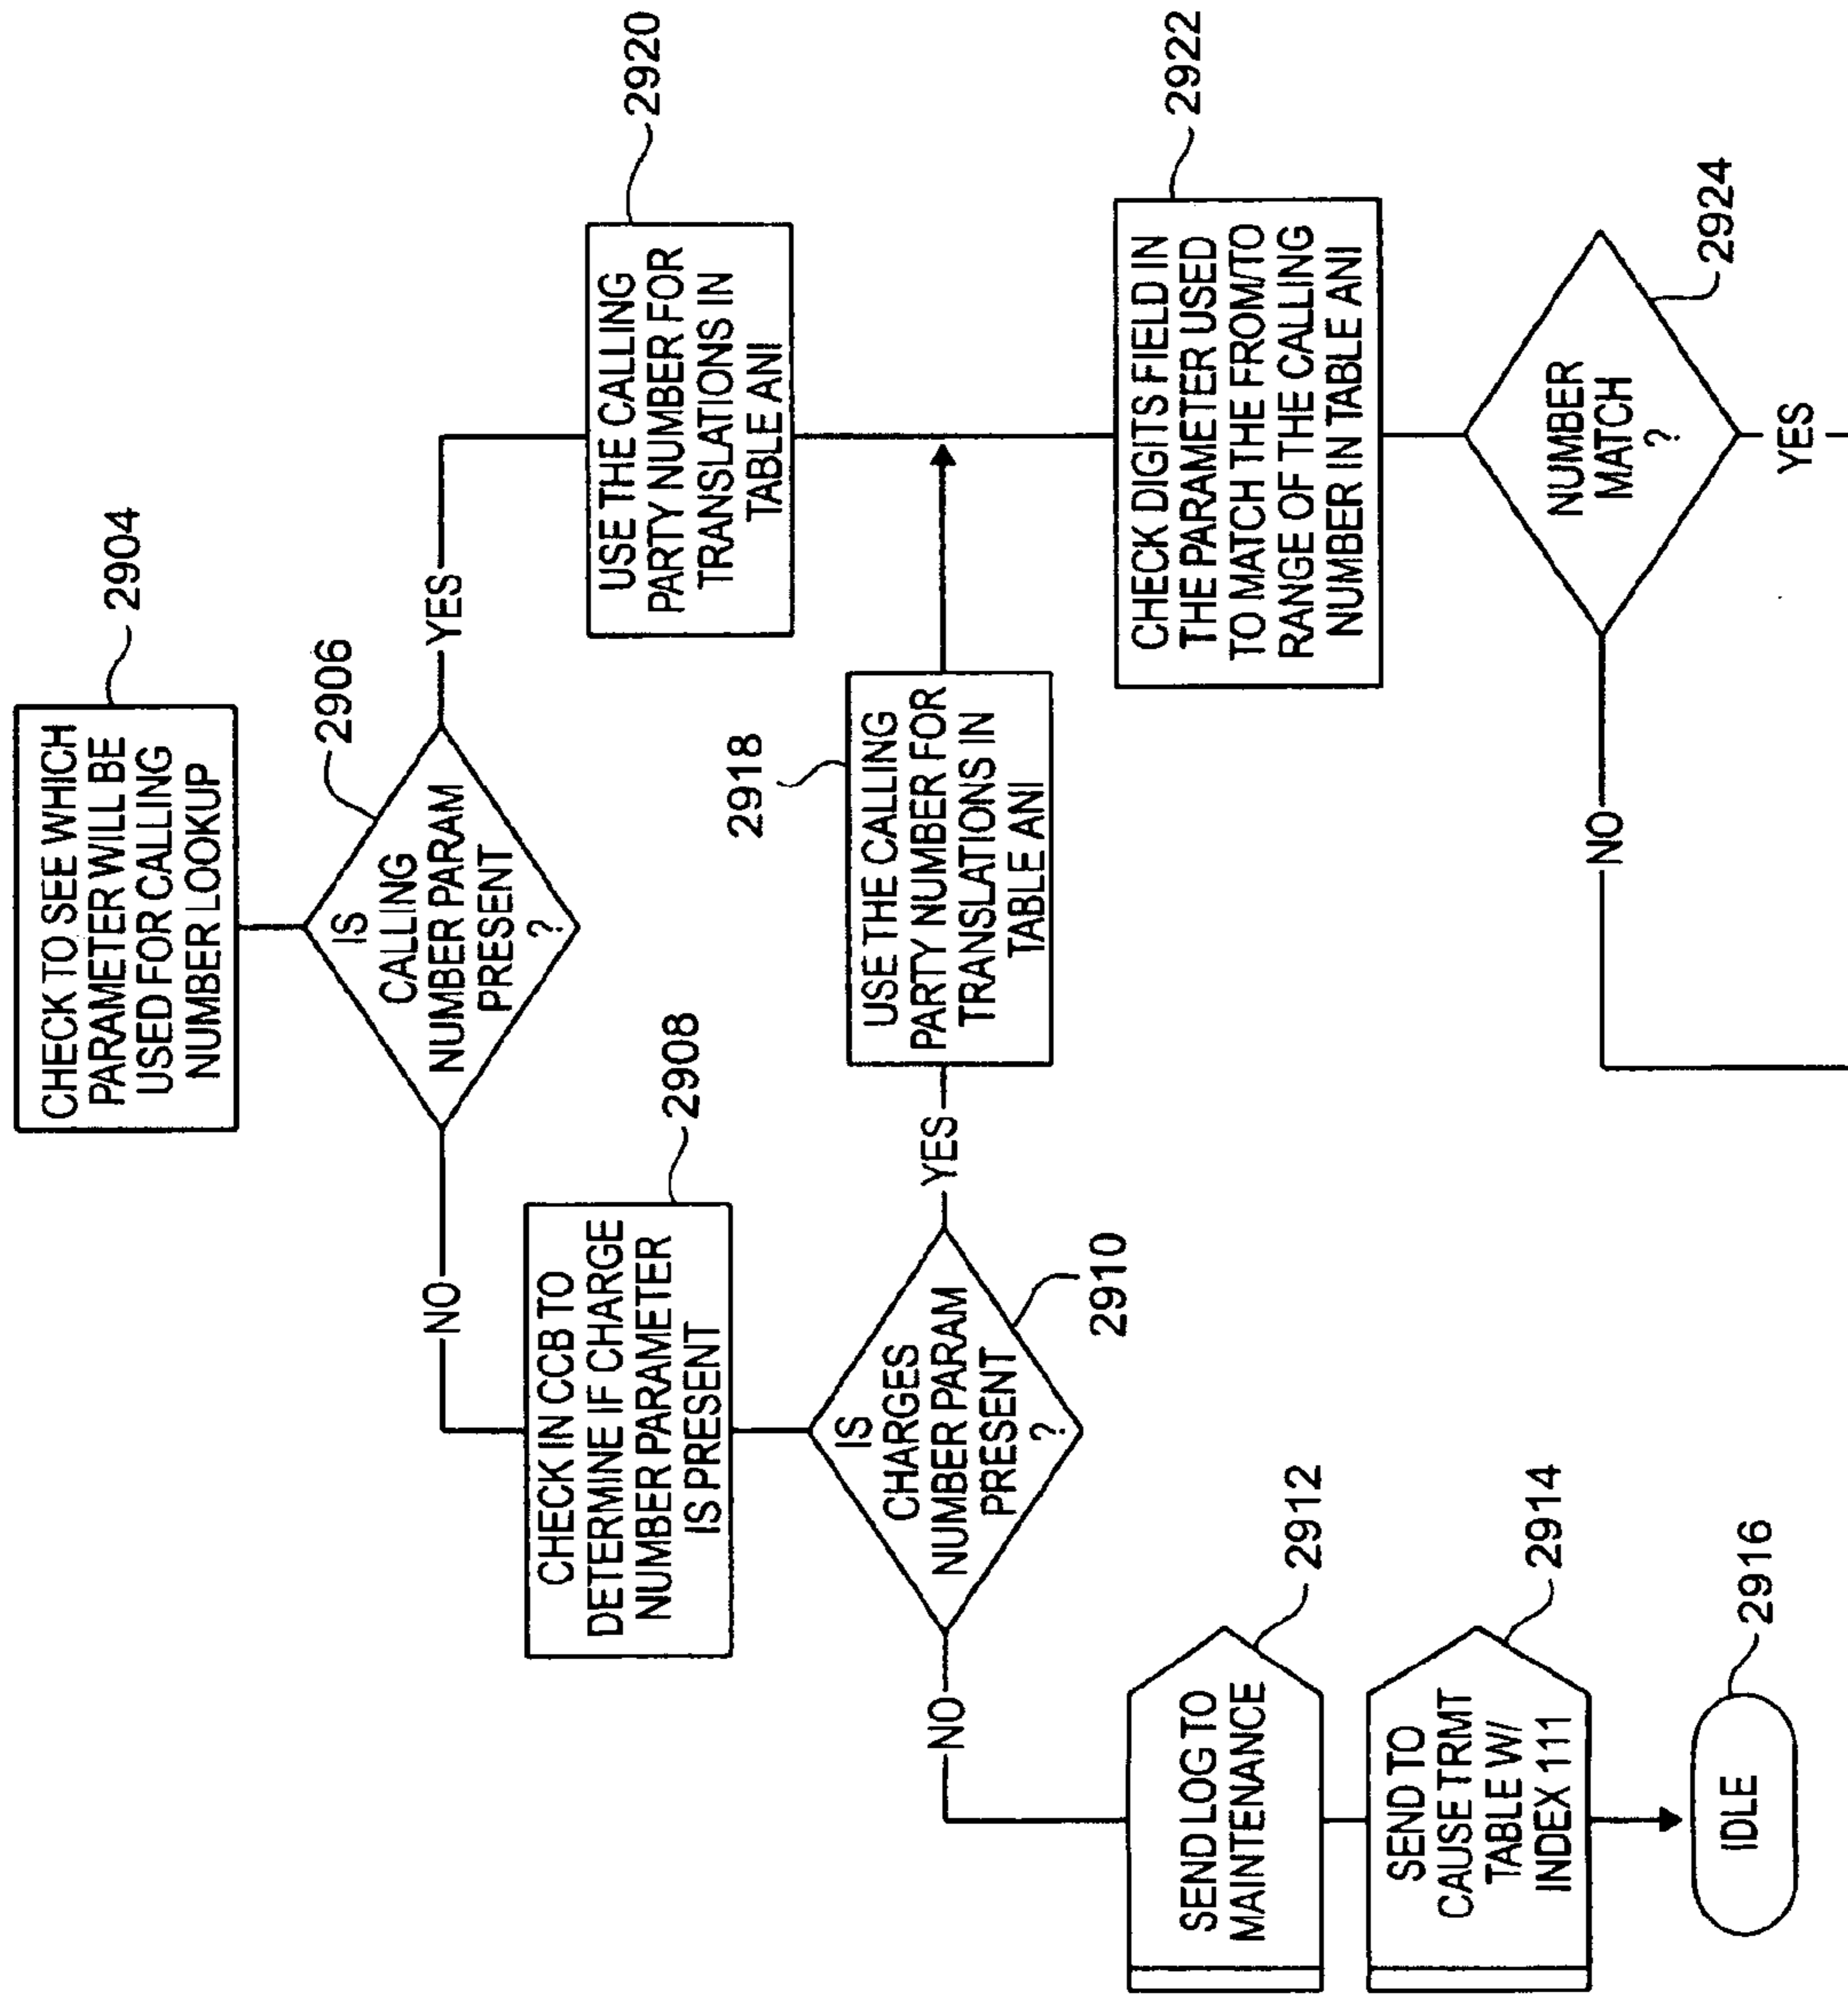 CHECK TO SEE WHICH
PARAMETER WILL BE
USED FOR CALLING
NUMBER LOOKUP
2904
IS
CALLING
NUMBER PARAM
PRESENT
?
2906
NO
YES
CHECK IN CCB TO
DETERMINE IF CHARGE
NUMBER PARAMETER
IS PRESENT
2908
USE THE CALLING
PARTY NUMBER FOR
TRANSLATIONS IN
TABLE ANI
2920
IS
CHARGES
NUMBER PARAM
PRESENT
?
2910
NO
YES
USE THE CALLING
PARTY NUMBER FOR
TRANSLATIONS IN
TABLE ANI
2918
SEND LOG TO
MAINTENANCE
2912
SEND TO
CAUSE TRMT
TABLE W/
INDEX 111
2914
IDLE
2916
CHECK DIGITS FIELD IN
THE PARAMETER USED
TO MATCH THE FROM/TO
RANGE OF THE CALLING
NUMBER IN TABLE ANI
2922
NUMBER
MATCH
?
2924
NO
YES